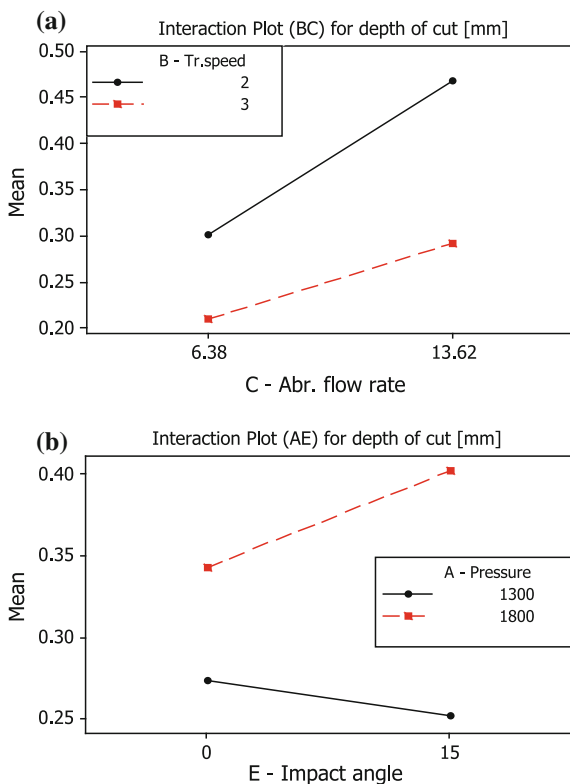 (a)
Interaction Plot (BC) for depth of cut [mm]
B - Tr.speed
2
3
0.50
0.45
0.40
0.35
0.30
0.25
0.20
Mean
6.38
13.62
C - Abr. flow rate
(b)
Interaction Plot (AE) for depth of cut [mm]
0.40
0.35
0.30
0.25
Mean
A - Pressure
1300
1800
0
15
E - Impact angle